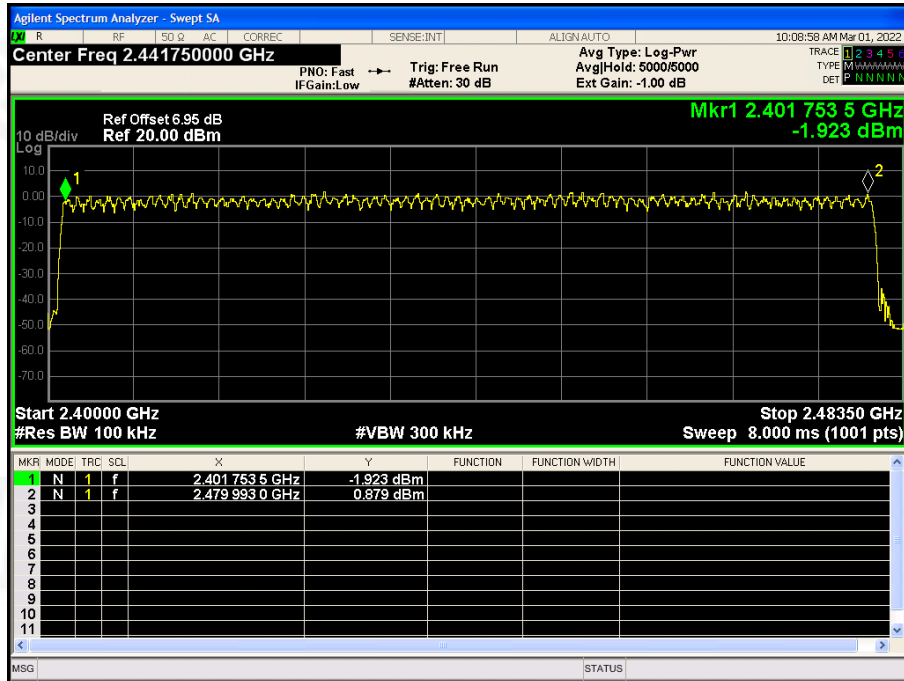 Agilent Spectrum Analyzer - Swept SA
LXI R RF 50 Ω AC CORREC SENSE:INT ALIGN AUTO 10:08:58 AM Mar 01, 2022
Center Freq 2.441750000 GHz
PNO: Fast
IFGain:Low
Trig: Free Run
#Atten: 30 dB
Avg Type: Log-Pwr
Avg|Hold: 5000/5000
Ext Gain: -1.00 dB
TRACE 1 2 3 4 5 6
TYPE M
DET P N N N N N
Mkr1 2.401 753 5 GHz
-1.923 dBm
Ref Offset 6.95 dB
10 dB/div Ref 20.00 dBm
Log
10.0
0.00
-10.0
-20.0
-30.0
-40.0
-50.0
-60.0
-70.0
1
2
Start 2.40000 GHz Stop 2.48350 GHz
#Res BW 100 kHz #VBW 300 kHz Sweep 8.000 ms (1001 pts)
MKR MODE TRC SCL X Y FUNCTION FUNCTION WIDTH FUNCTION VALUE
1 N 1 f 2.401 753 5 GHz -1.923 dBm
2 N 1 f 2.479 993 0 GHz 0.879 dBm
3
4
5
6
7
8
9
10
11
MSG STATUS